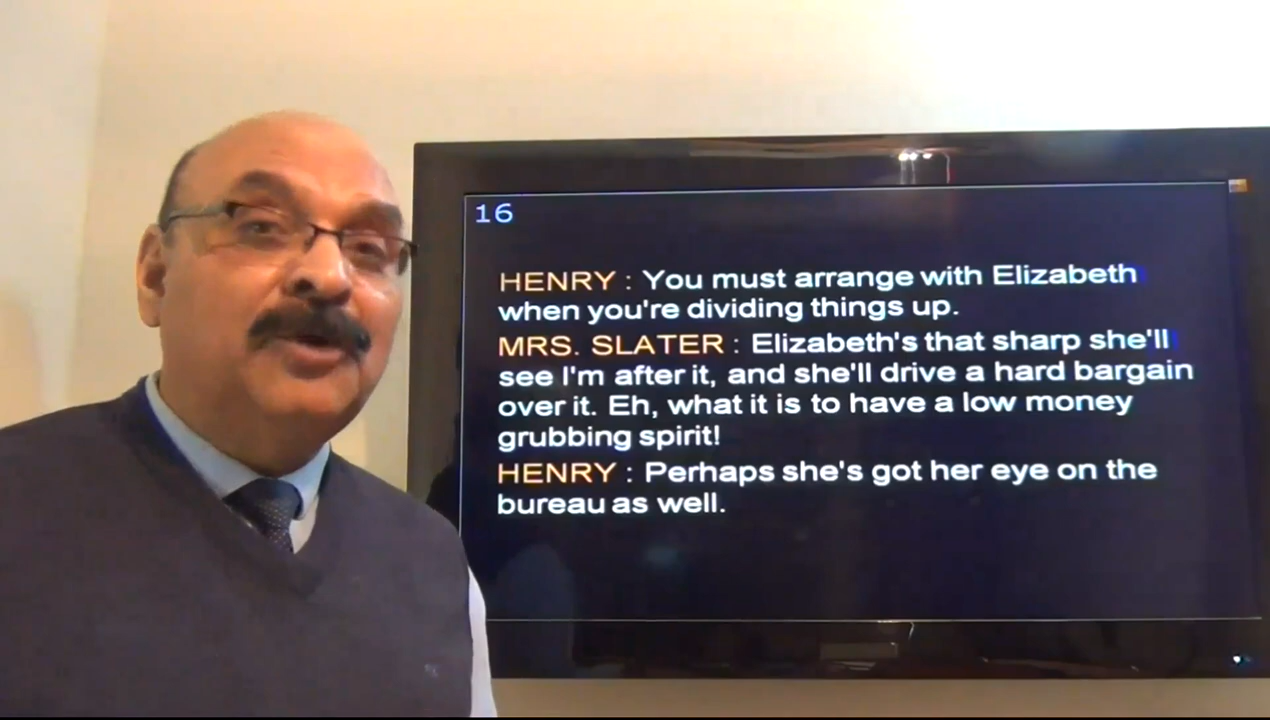 16
HENRY : You must arrange with Elizabeth
when you're dividing things up.
MRS. SLATER : Elizabeth's that sharp she'll
see I'm after it, and she'll drive a hard bargain
over it. Eh, what it is to have a low money
grubbing spirit!
HENRY : Perhaps she's got her eye on the
bureau as well.